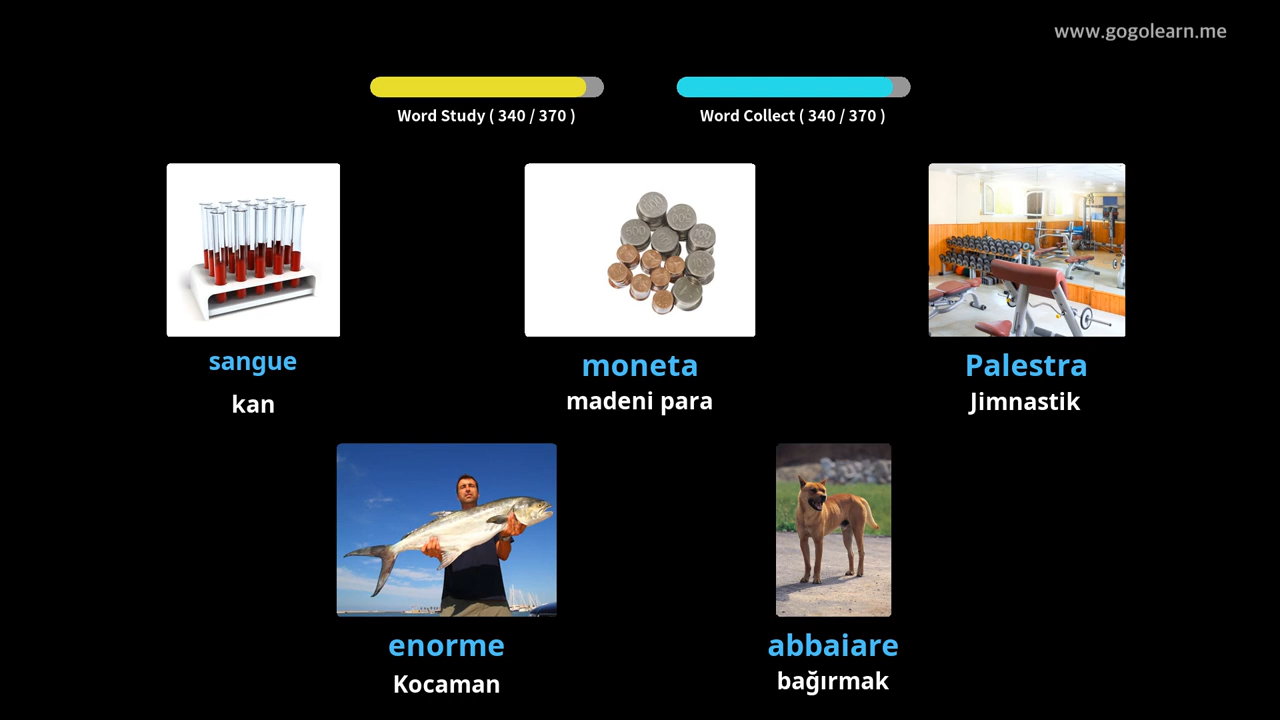 www.gogolearn.me
Word Study ( 340 / 370 )
Word Collect ( 340 / 370 )
sangue
kan
moneta
madeni para
Palestra
Jimnastik
enorme
Kocaman
abbaiare
bağırmak